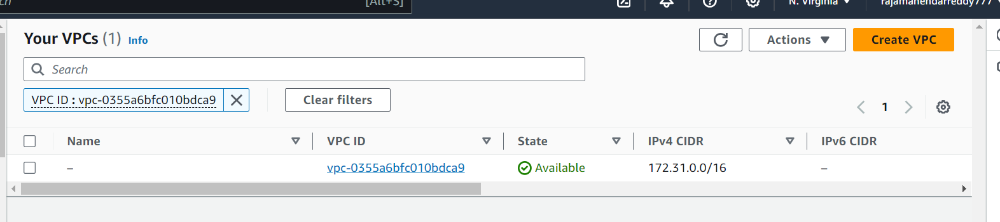 [Alt+S]
N. Virginia
rajamahendarreddy777
Your VPCs (1) Info
Actions
Create VPC
Search
VPC ID : vpc-0355a6bfc010bdca9
Clear filters
1
Name VPC ID State IPv4 CIDR IPv6 CIDR
– vpc-0355a6bfc010bdca9 Available 172.31.0.0/16 –